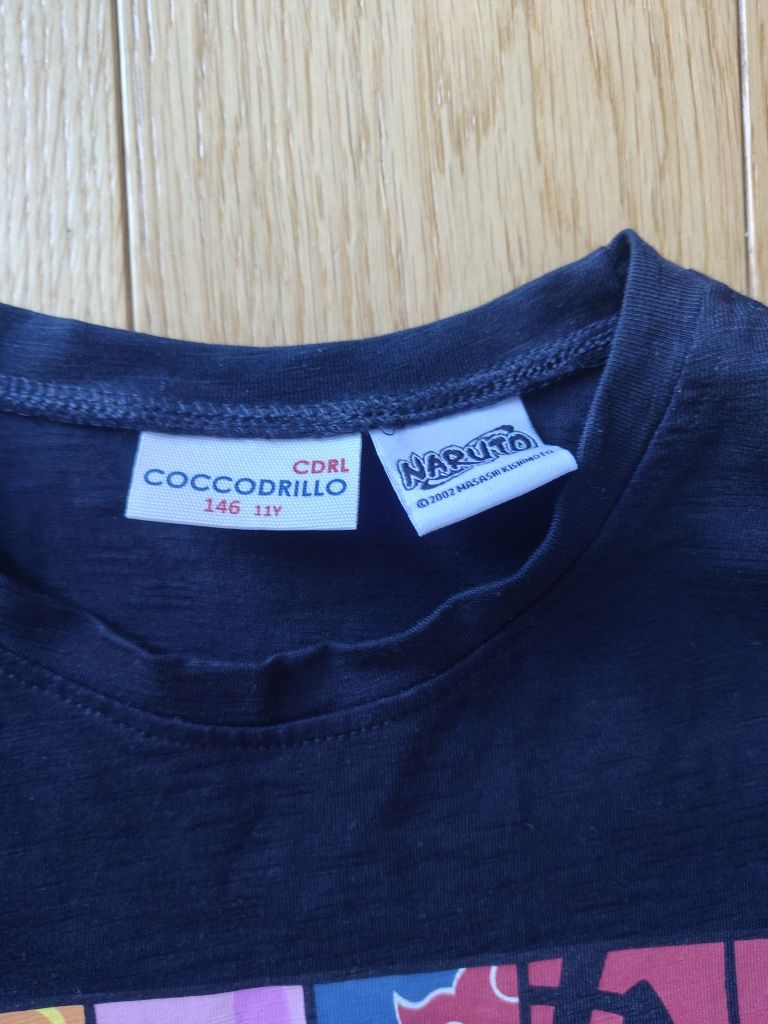 CDRL
COCCODRILLO
146 11Y
NARUTO
©2002 MASASHI KISHIMOTO